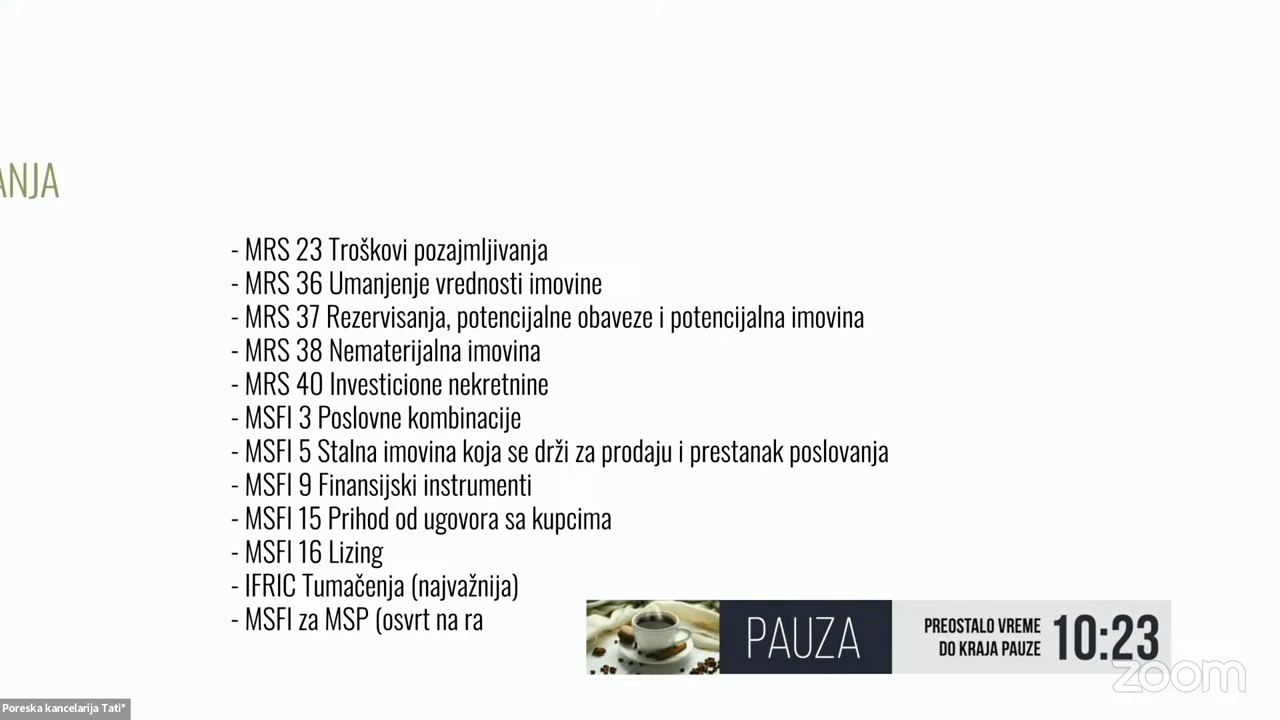 ANJA
- MRS 23 Troškovi pozajmljivanja
- MRS 36 Umanjenje vrednosti imovine
- MRS 37 Rezervisanja, potencijalne obaveze i potencijalna imovina
- MRS 38 Nematerijalna imovina
- MRS 40 Investicione nekretnine
- MSFI 3 Poslovne kombinacije
- MSFI 5 Stalna imovina koja se drži za prodaju i prestanak poslovanja
- MSFI 9 Finansijski instrumenti
- MSFI 15 Prihod od ugovora sa kupcima
- MSFI 16 Lizing
- IFRIC Tumačenja (najvažnija)
- MSFI za MSP (osvrt na ra
PAUZA
PREOSTALO VREME
DO KRAJA PAUZE
10:23
zoom
Poreska kancelarija Tati*